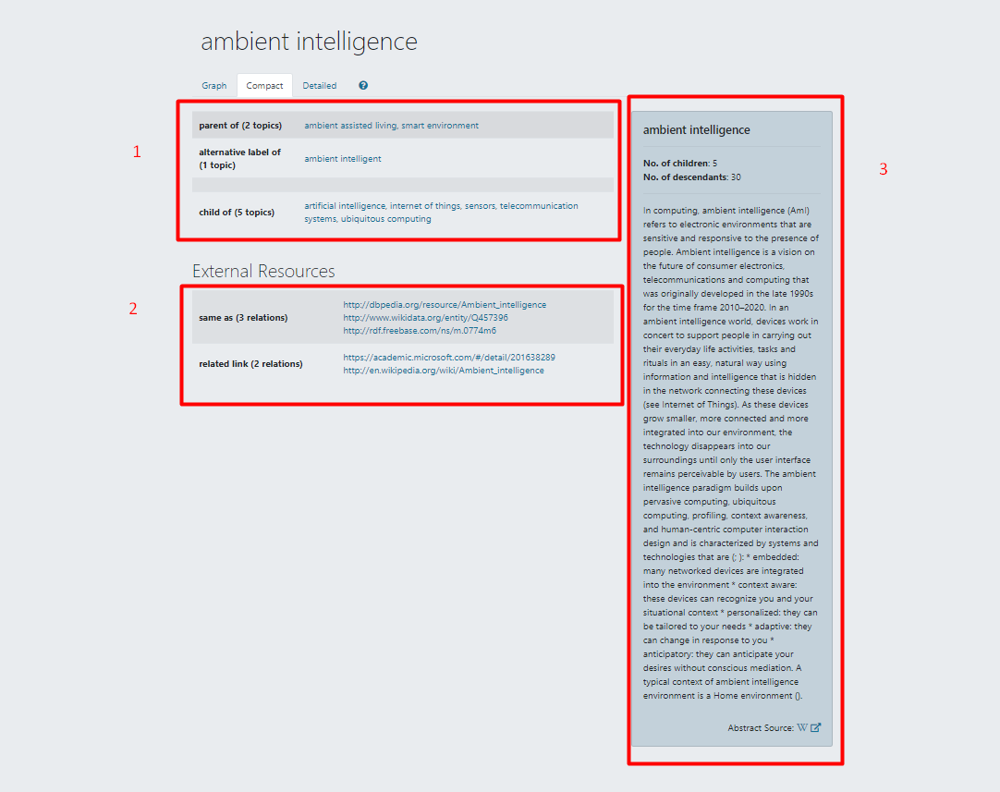 ambient intelligence
Graph Compact Detailed ?
1
parent of (2 topics) ambient assisted living, smart environment
alternative label of
(1 topic) ambient intelligent
child of (5 topics) artificial intelligence, internet of things, sensors, telecommunication
systems, ubiquitous computing
External Resources
2
same as (3 relations) http://dbpedia.org/resource/Ambient_intelligence
http://www.wikidata.org/entity/Q457396
http://rdf.freebase.com/ns/m.0774m6
related link (2 relations) https://academic.microsoft.com/#/detail/201638289
http://en.wikipedia.org/wiki/Ambient_intelligence
3
ambient intelligence
No. of children: 5
No. of descendants: 30
In computing, ambient intelligence (AmI)
refers to electronic environments that are
sensitive and responsive to the presence of
people. Ambient intelligence is a vision on
the future of consumer electronics,
telecommunications and computing that
was originally developed in the late 1990s
for the time frame 2010–2020. In an
ambient intelligence world, devices work in
concert to support people in carrying out
their everyday life activities, tasks and
rituals in an easy, natural way using
information and intelligence that is hidden
in the network connecting these devices
(see Internet of Things). As these devices
grow smaller, more connected and more
integrated into our environment, the
technology disappears into our
surroundings until only the user interface
remains perceivable by users. The ambient
intelligence paradigm builds upon
pervasive computing, ubiquitous
computing, profiling, context awareness,
and human-centric computer interaction
design and is characterized by systems and
technologies that are (; ): * embedded:
many networked devices are integrated
into the environment * context aware:
these devices can recognize you and your
situational context * personalized: they can
be tailored to your needs * adaptive: they
can change in response to you *
anticipatory: they can anticipate your
desires without conscious mediation. A
typical context of ambient intelligence
environment is a Home environment ().
Abstract Source: W